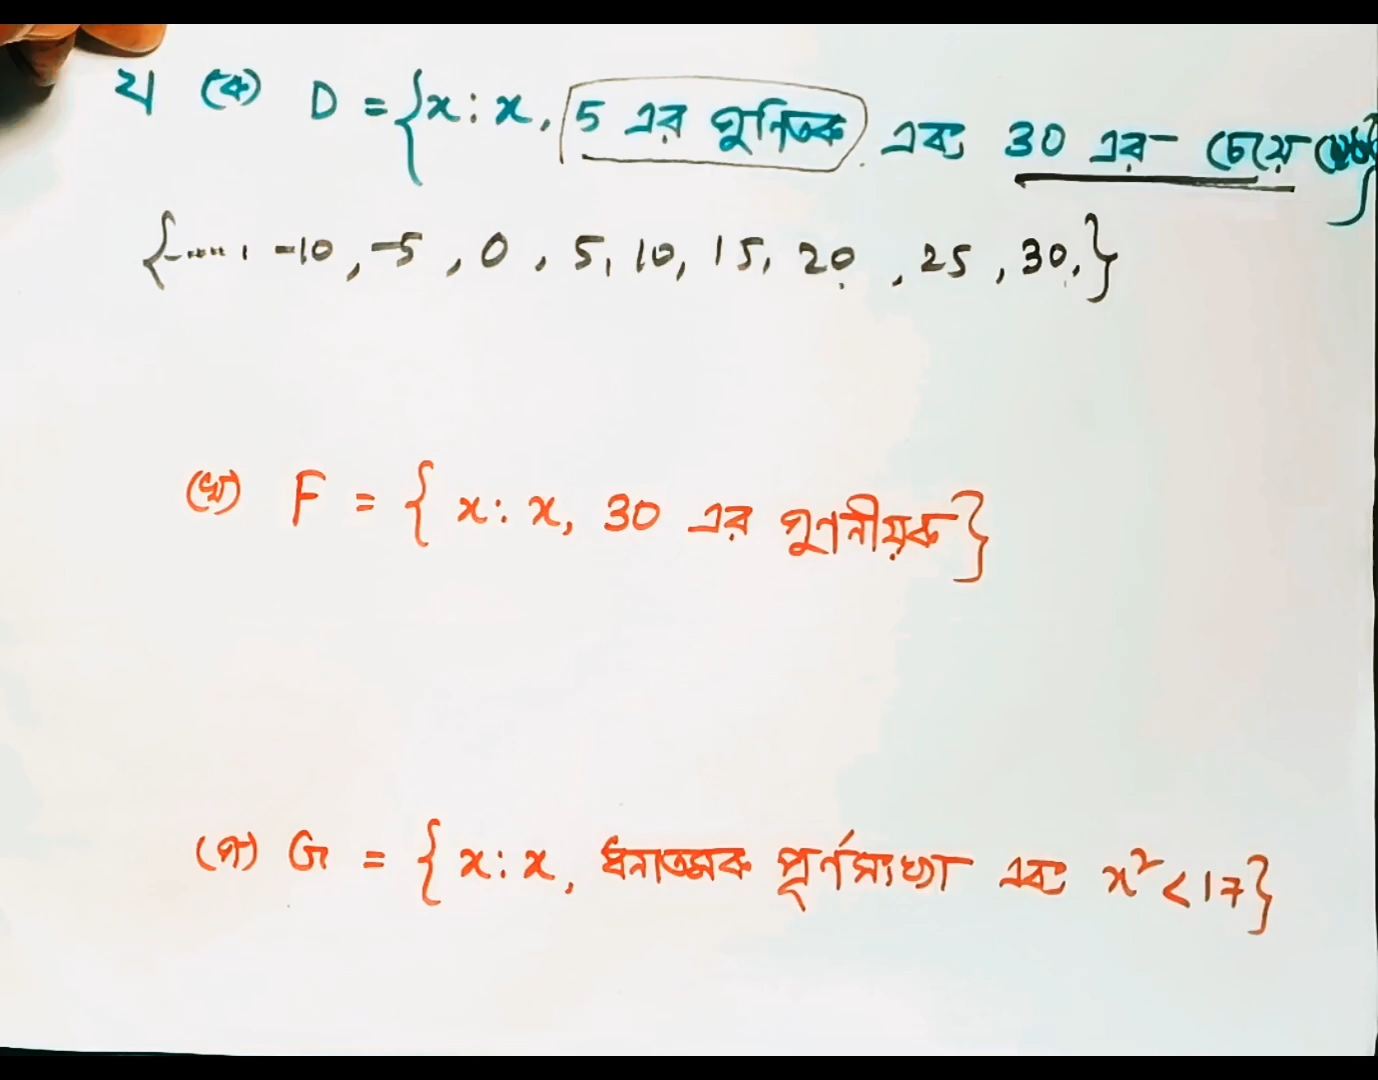 ২। (ক) D = {x : x, 5 এর গুণিতক এবং 30 এর চেয়ে }
{...... , -10, -5, 0, 5, 10, 15, 20, 25, 30, }
(খ) F = { x : x, 30 এর গুণনীয়ক }
(গ) G = { x : x, ধনাত্মক পূর্ণসংখ্যা এবং x² < 17 }